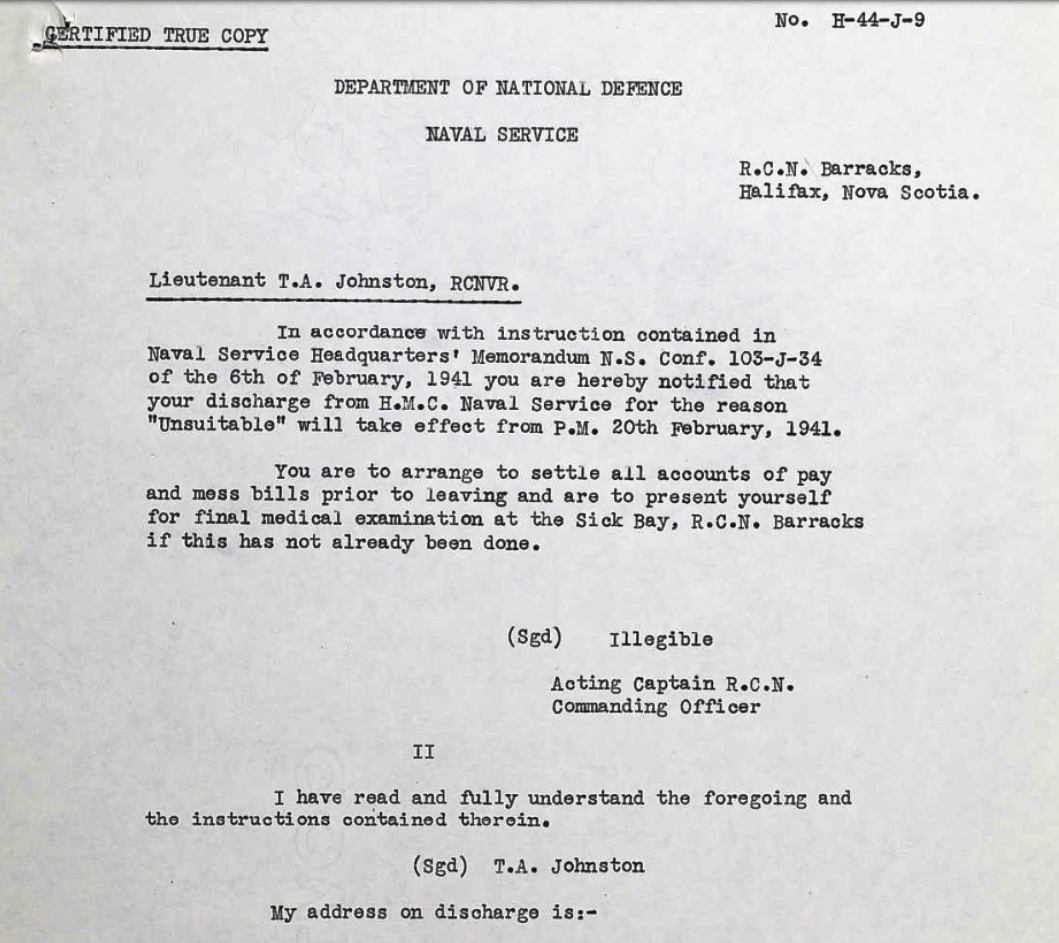 No. H-44-J-9
CERTIFIED TRUE COPY
DEPARTMENT OF NATIONAL DEFENCE
NAVAL SERVICE
R.C.N. Barracks,
Halifax, Nova Scotia.
Lieutenant T.A. Johnston, RCNVR.
In accordance with instruction contained in
Naval Service Headquarters' Memorandum N.S. Conf. 103-J-34
of the 6th of February, 1941 you are hereby notified that
your discharge from H.M.C. Naval Service for the reason
"Unsuitable" will take effect from P.M. 20th February, 1941.
You are to arrange to settle all accounts of pay
and mess bills prior to leaving and are to present yourself
for final medical examination at the Sick Bay, R.C.N. Barracks
if this has not already been done.
(Sgd) Illegible
Acting Captain R.C.N.
Commanding Officer
II
I have read and fully understand the foregoing and
the instructions contained therein.
(Sgd) T.A. Johnston
My address on discharge is:-